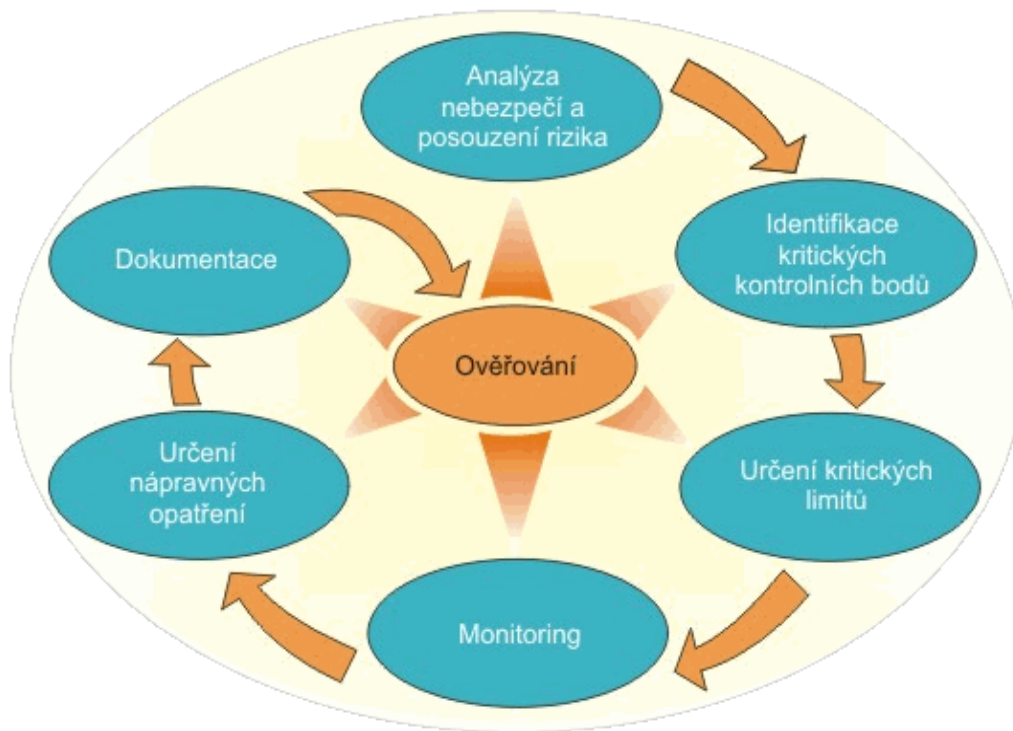 Analýza
nebezpečí a
posouzení rizika
Identifikace
kritických
kontrolních bodů
Určení kritických
limitů
Monitoring
Určení
nápravných
opatření
Dokumentace
Ověřování